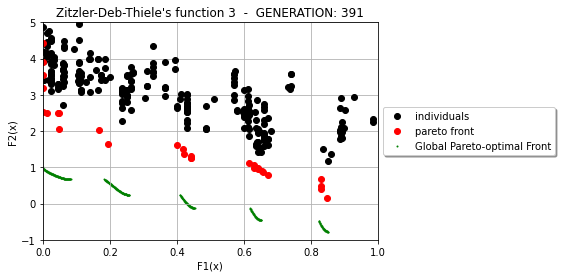 Zitzler-Deb-Thiele's function 3 - GENERATION: 391
5
4
3
2
1
0
−1
F2(x)
0.0 0.2 0.4 0.6 0.8 1.0
F1(x)
individuals
pareto front
Global Pareto-optimal Front